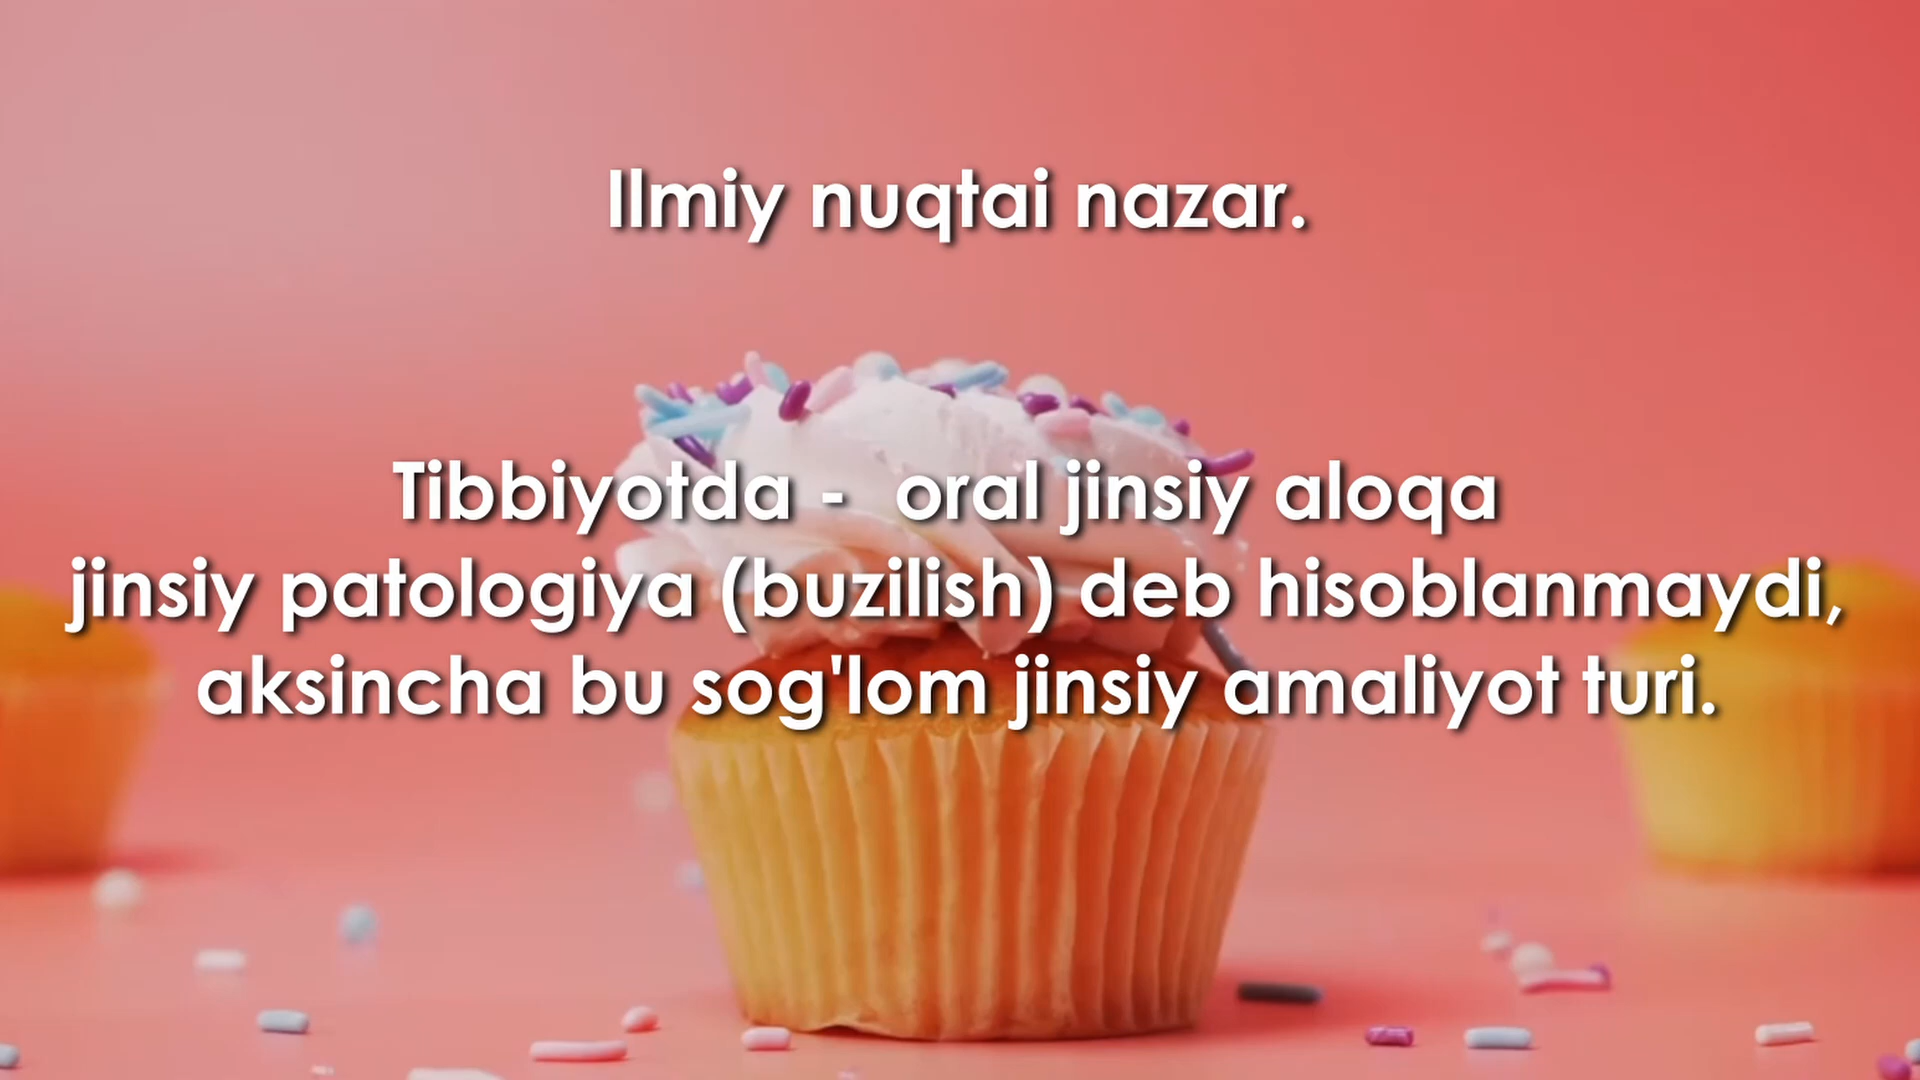 Ilmiy nuqtai nazar.
Tibbiyotda - oral jinsiy aloqa
jinsiy patologiya (buzilish) deb hisoblanmaydi,
aksincha bu sog'lom jinsiy amaliyot turi.